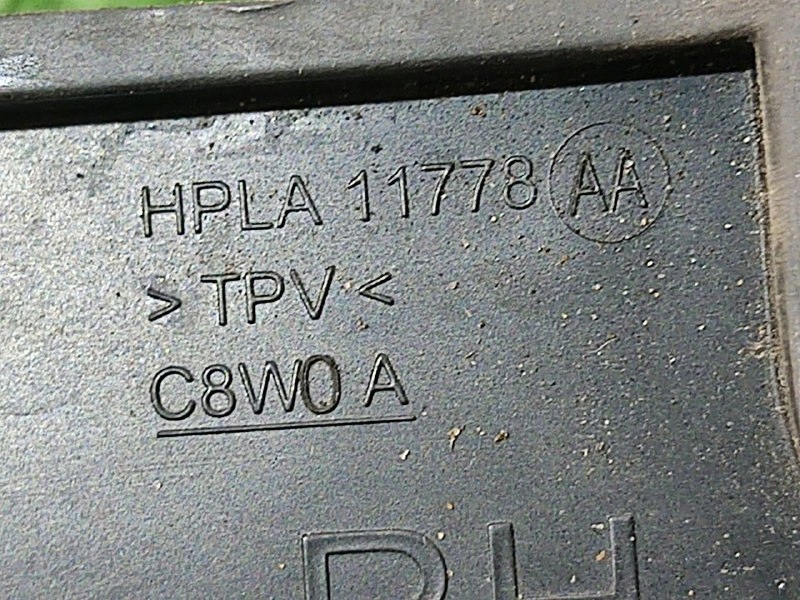 HPLA 11778 AA
> TPV <
C8W0 A
RH